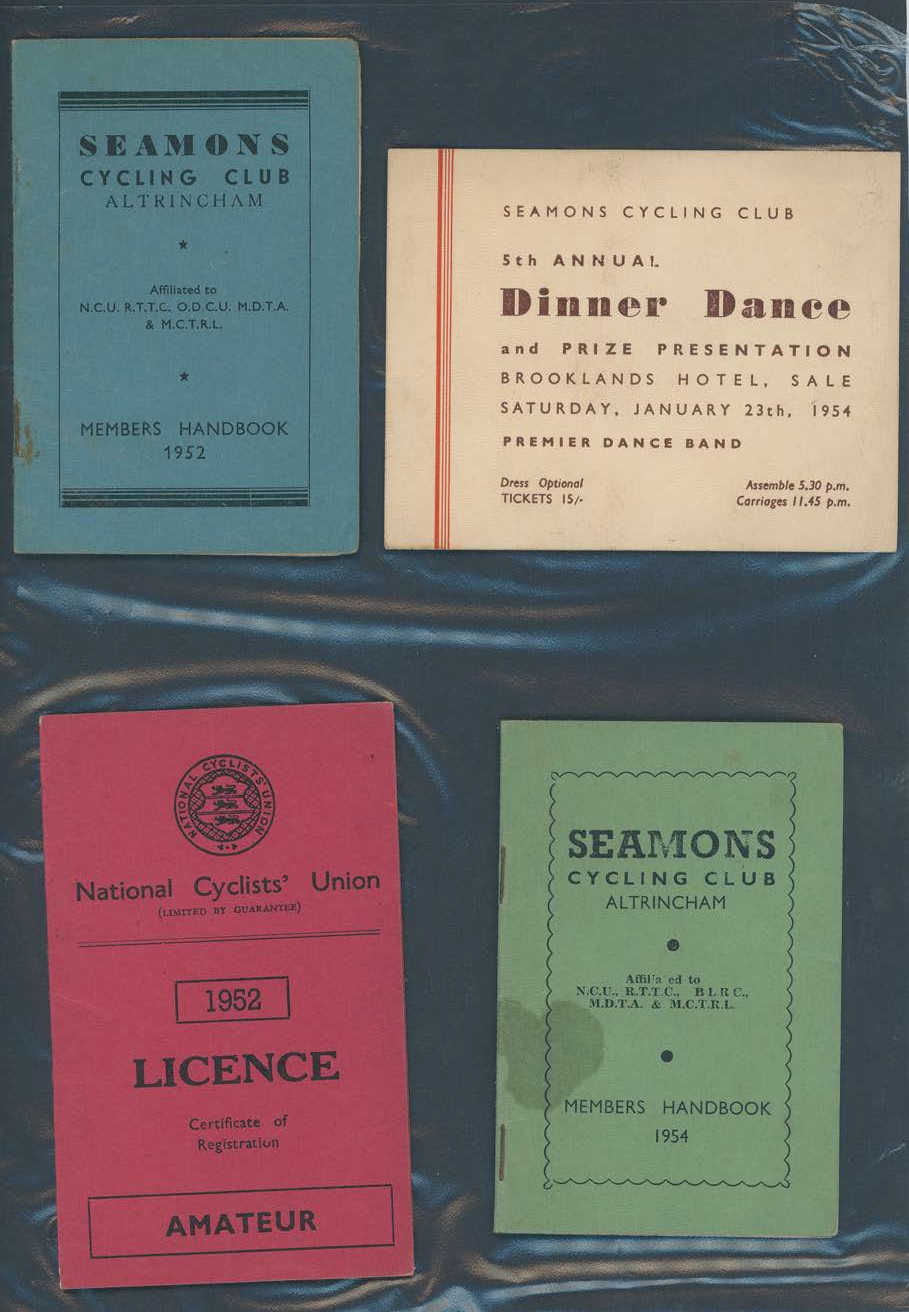 SEAMONS
CYCLING CLUB
ALTRINCHAM
Affiliated to
N.C.U. R.T.T.C. O.D.C.U. M.D.T.A.
& M.C.T.R.L.
MEMBERS HANDBOOK
1952
SEAMONS CYCLING CLUB
5th ANNUAL
Dinner Dance
and PRIZE PRESENTATION
BROOKLANDS HOTEL, SALE
SATURDAY, JANUARY 23th, 1954
PREMIER DANCE BAND
Dress Optional
TICKETS 15/-
Assemble 5.30 p.m.
Carriages 11.45 p.m.
NATIONAL CYCLISTS' UNION
National Cyclists' Union
(LIMITED BY GUARANTEE)
1952
LICENCE
Certificate of
Registration
AMATEUR
SEAMONS
CYCLING CLUB
ALTRINCHAM
Affilia ed to
N.C.U., R.T.T.C., B L R C.,
M.D.T.A. & M.C.T.R.L.
MEMBERS HANDBOOK
1954